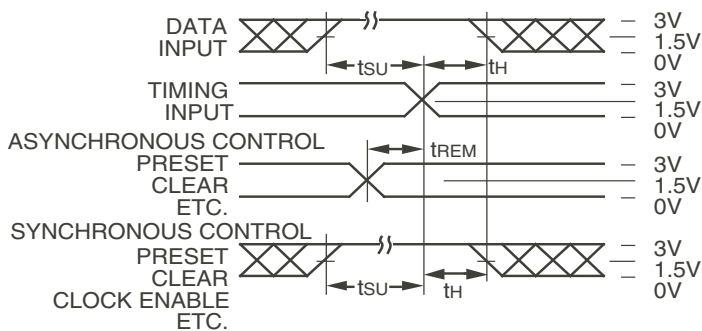 DATA
INPUT
3V
1.5V
0V
tSU
tH
TIMING
INPUT
3V
1.5V
0V
ASYNCHRONOUS CONTROL
PRESET
CLEAR
ETC.
tREM
3V
1.5V
0V
SYNCHRONOUS CONTROL
PRESET
CLEAR
CLOCK ENABLE
ETC.
tSU
tH
3V
1.5V
0V